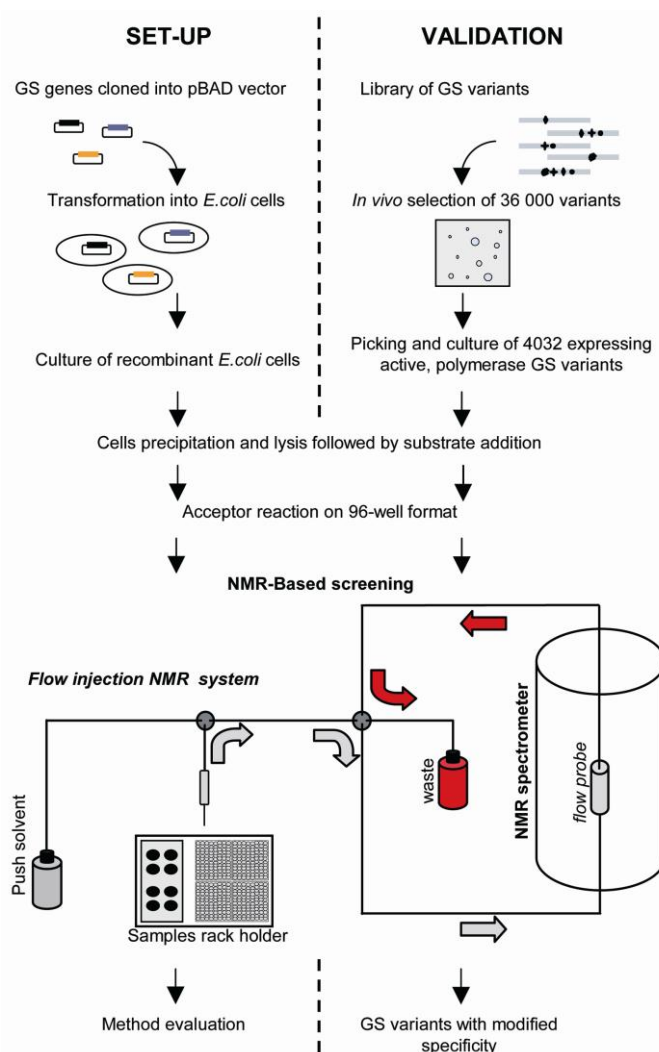 SET-UP
VALIDATION
GS genes cloned into pBAD vector
Library of GS variants
Transformation into E.coli cells
In vivo selection of 36 000 variants
Culture of recombinant E.coli cells
Picking and culture of 4032 expressing
active, polymerase GS variants
Cells precipitation and lysis followed by substrate addition
Acceptor reaction on 96-well format
NMR-Based screening
Flow injection NMR system
Push solvent
Samples rack holder
waste
NMR spectrometer
flow probe
Method evaluation
GS variants with modified
specificity